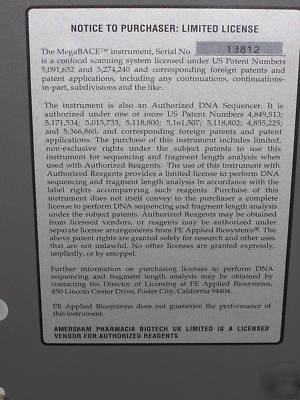 NOTICE TO PURCHASER: LIMITED LICENSE
The MegaBACE™ instrument, Serial No 13812
is a confocal scanning system licensed under US Patent Numbers
5,091,652 and 5,274,240 and corresponding foreign patents and
patent applications, including any continuations, continuations-
in-part, subdivisions and the like.
The instrument is also an Authorized DNA Sequencer. It is
authorized under one or more US Patent Numbers 4,849,513;
5,171,534; 5,015,733; 5,118,800; 5,161,507; 5,118,802; 4,855,225;
and 5,366,860, and corresponding foreign patents and patent
applications. The purchase of this instrument includes limited,
non-exclusive rights under the subject patents to use this
instrument for sequencing and fragment length analysis when
used with Authorized Reagents. The use of this instrument with
Authorized Reagents provides a limited license to perform DNA
sequencing and fragment length analysis in accordance with the
label rights accompanying such reagents. Purchase of this
instrument does not itself convey to the purchaser a complete
license to perform DNA sequencing and fragment length analysis
under the subject patents. Authorized Reagents may be obtained
from licensed vendors, or reagents may be authorized under
separate license arrangements from PE Applied Biosystems®. The
above patent rights are granted solely for research and other uses
that are not unlawful. No other licenses are granted expressly,
impliedly, or by estoppel.
Further information on purchasing licenses to perform DNA
sequencing and fragment length analysis may be obtained by
contacting the Director of Licensing at PE Applied Biosystems,
850 Lincoln Center Drive, Foster City, California 94404.
PE Applied Biosystems does not guarantee the performance of
this instrument.
AMERSHAM PHARMACIA BIOTECH UK LIMITED IS A LICENSED
VENDOR FOR AUTHORIZED REAGENTS